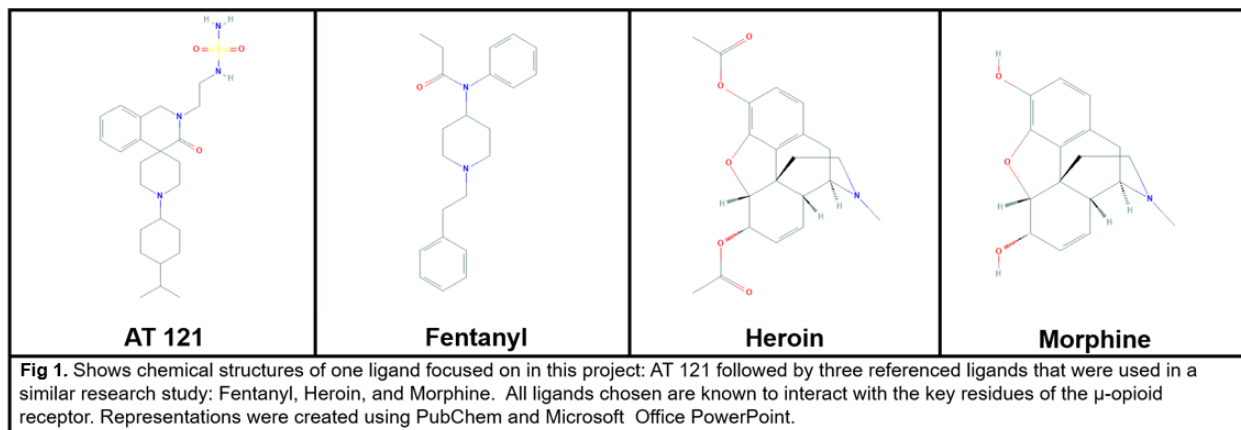 H
N-H
O S O
N
H
N
O
N
AT 121
O
N
N
Fentanyl
O
O
O
H
H
H
N
O
O
Heroin
H
O
O
H
H
H
N
O
H
Morphine
Fig 1. Shows chemical structures of one ligand focused on in this project: AT 121 followed by three referenced ligands that were used in a
similar research study: Fentanyl, Heroin, and Morphine. All ligands chosen are known to interact with the key residues of the μ-opioid
receptor. Representations were created using PubChem and Microsoft Office PowerPoint.